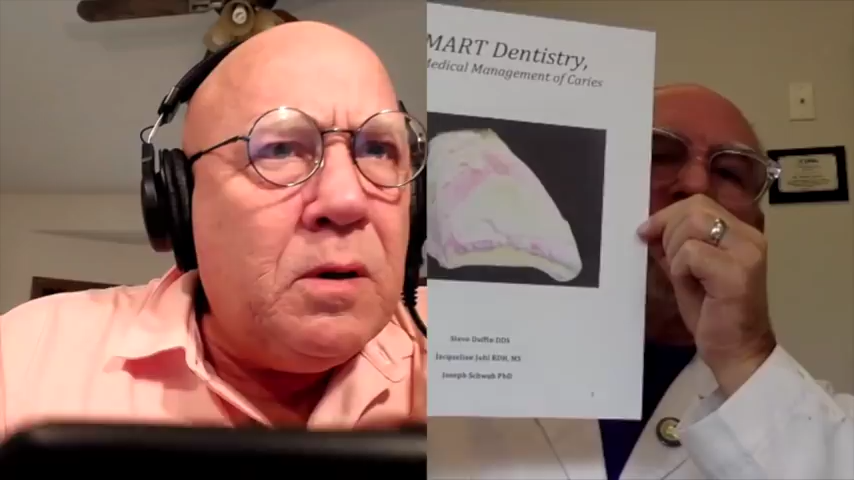 MART Dentistry,
Medical Management of Caries
Steve Duffin DDS
Jacqueline Juhl RDH, MS
Joseph Schwab PhD